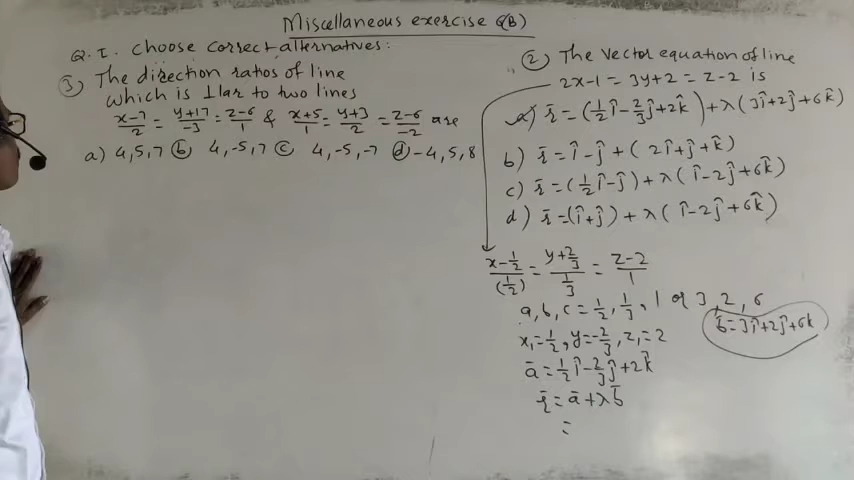 Miscellaneous exercise 6(B)
Q.I. Choose correct alternatives:
③ The direction ratios of line
which is ⊥lar to two lines
(x-7)/2 = (y+17)/-3 = (z-6)/1 & (x+5)/1 = (y+3)/2 = (z-6)/-2 are
a) 4,5,7 ⓑ 4,-5,7 ⓒ 4,-5,-7 ⓓ -4,5,8
② The vector equation of line
2x-1 = 3y+2 = z-2 is
a) r̄ = (1/2 î - 2/3 ĵ + 2k̂) + λ(3î+2ĵ+6k̂)
b) r̄ = î - ĵ + (2î+ĵ+k̂)
c) r̄ = (1/2 î - ĵ) + λ(î-2ĵ+6k̂)
d) r̄ = (î+ĵ) + λ(î-2ĵ+6k̂)
(x-1/2)/(1/2) = (y+2/3)/(1/3) = (z-2)/1
a,b,c = 1/2, 1/3, 1 or 3,2,6
b̄ = 3î+2ĵ+6k
x₁=1/2, y=-2/3, z₁=2
ā = 1/2 î - 2/3 ĵ + 2k̂
r̄ = ā + λb̄
=